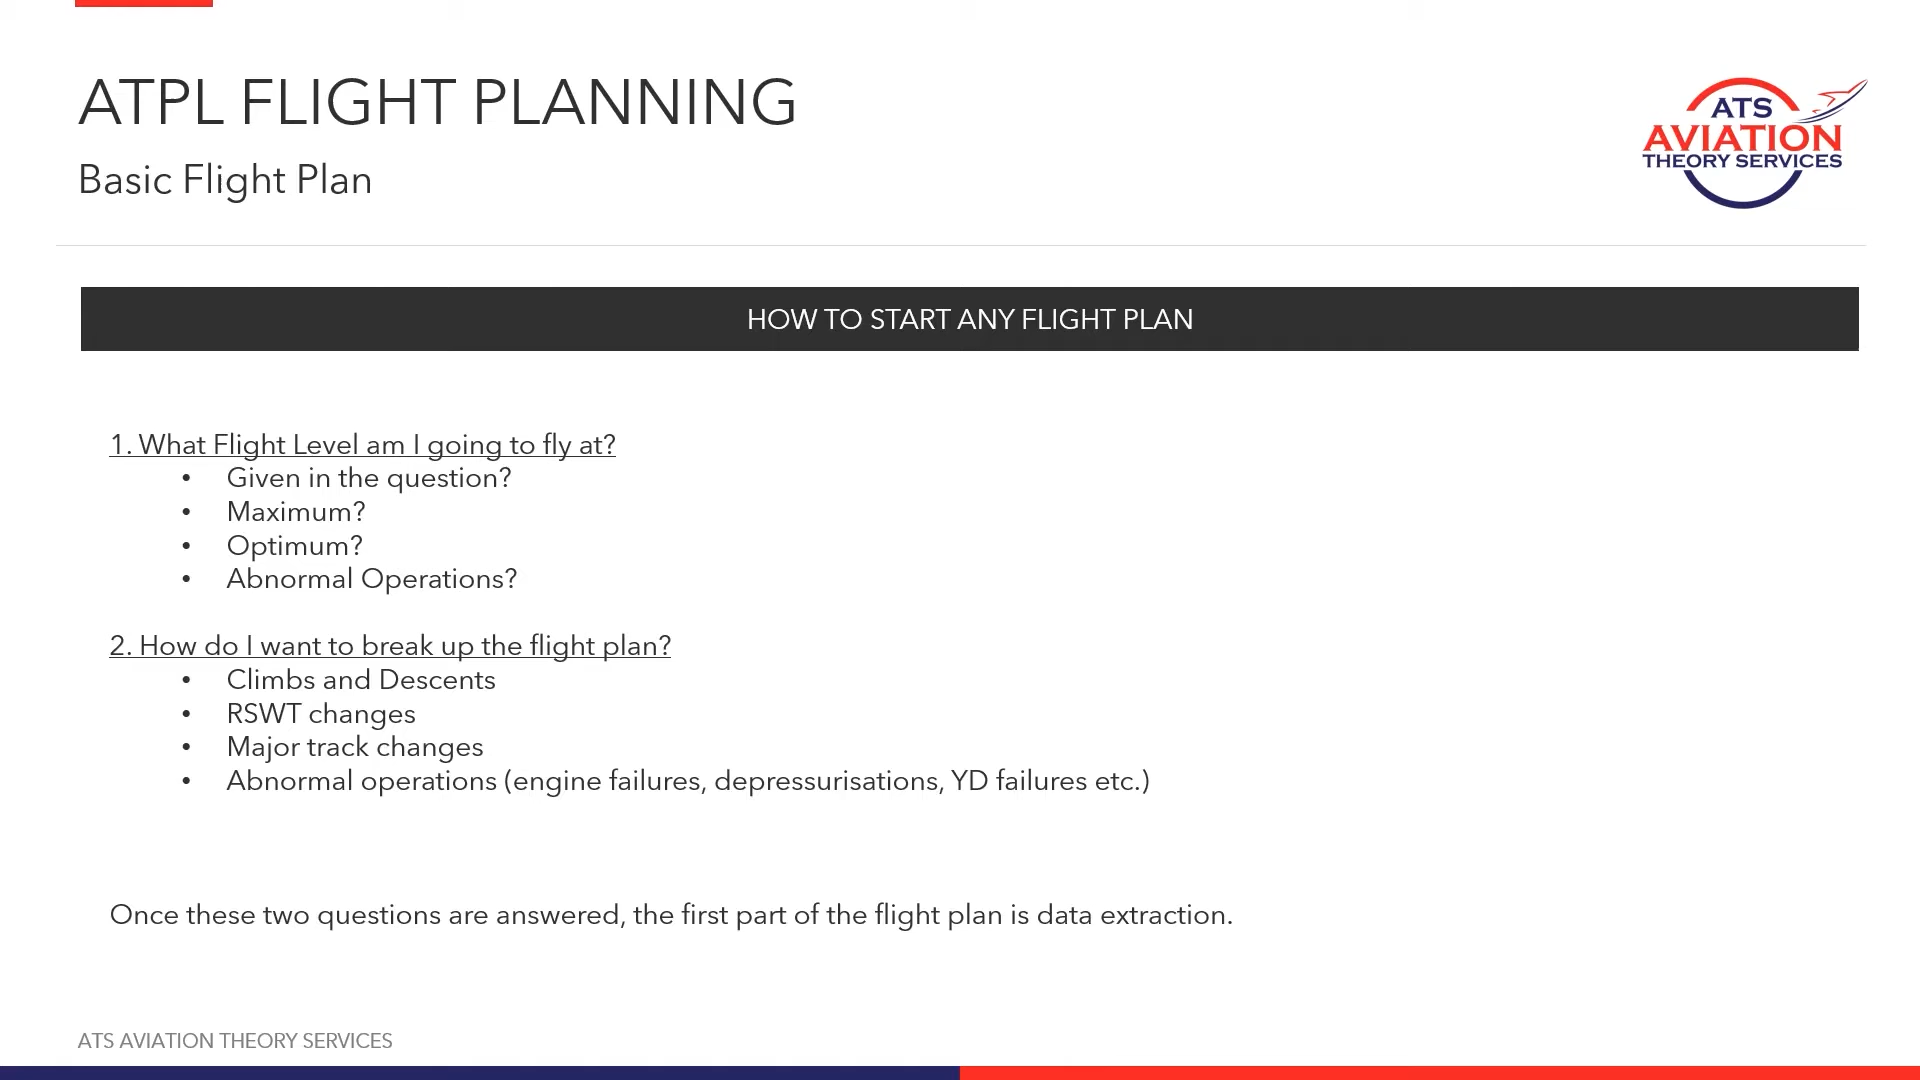 ATPL FLIGHT PLANNING
Basic Flight Plan
ATS
AVIATION
THEORY SERVICES
HOW TO START ANY FLIGHT PLAN
1. What Flight Level am I going to fly at?
• Given in the question?
• Maximum?
• Optimum?
• Abnormal Operations?
2. How do I want to break up the flight plan?
• Climbs and Descents
• RSWT changes
• Major track changes
• Abnormal operations (engine failures, depressurisations, YD failures etc.)
Once these two questions are answered, the first part of the flight plan is data extraction.
ATS AVIATION THEORY SERVICES